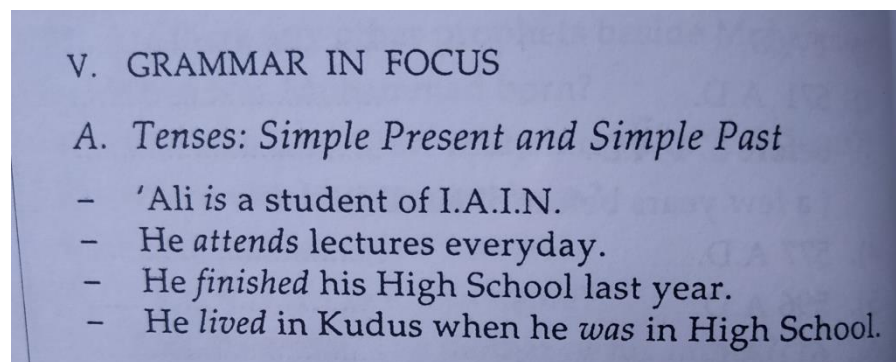 V. GRAMMAR IN FOCUS
A. Tenses: Simple Present and Simple Past
– 'Ali is a student of I.A.I.N.
– He attends lectures everyday.
– He finished his High School last year.
– He lived in Kudus when he was in High School.